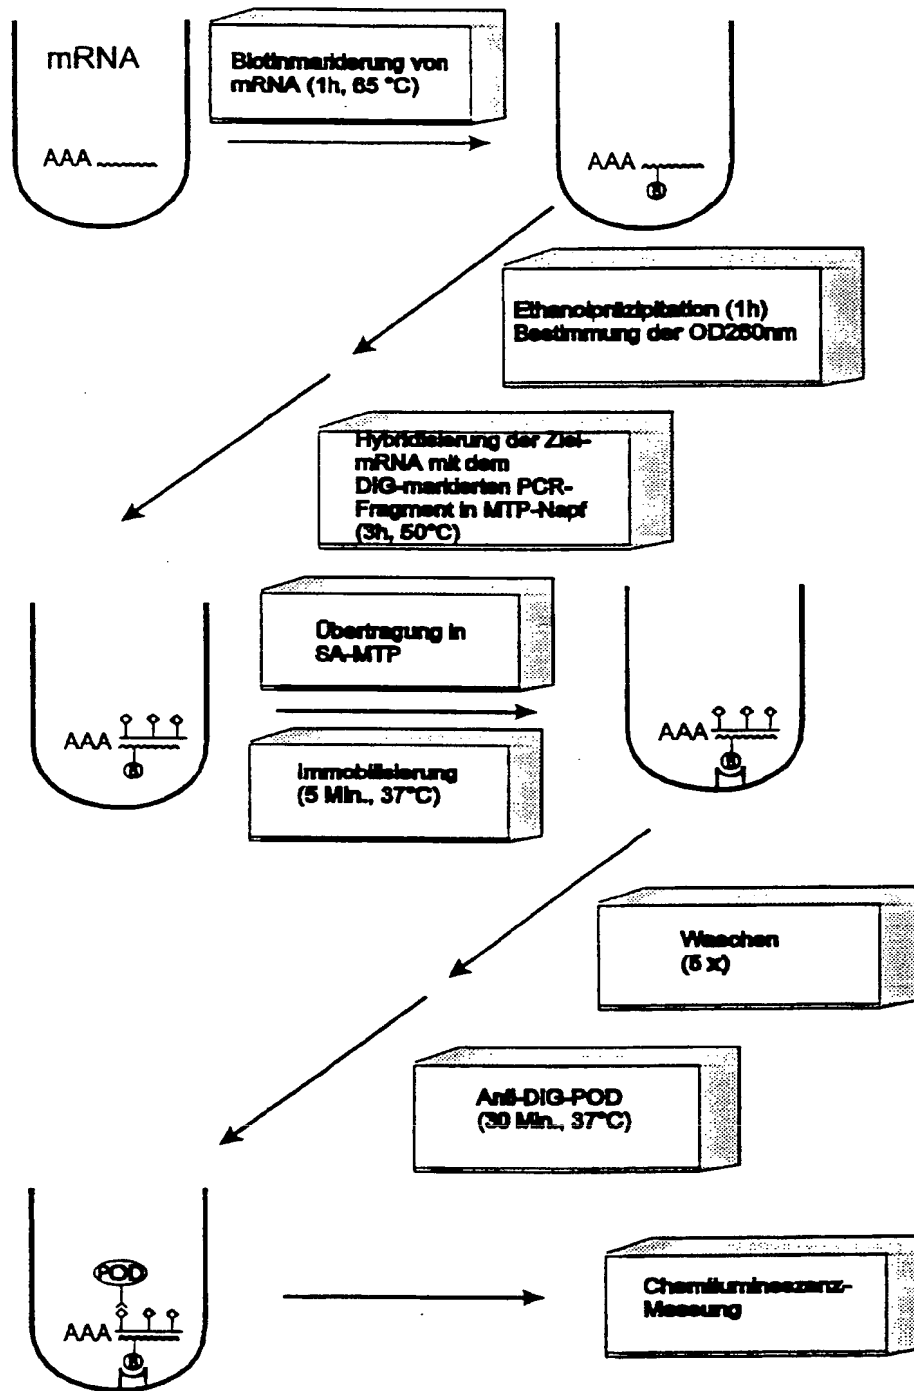 mRNA
AAA
Biotinmarkierung von
mRNA (1h, 65 °C)
AAA
B
Ethanolpräzipitation (1h)
Bestimmung der OD260nm
Hybridisierung der Ziel-
mRNA mit dem
DIG-markierten PCR-
Fragment in MTP-Napf
(3h, 50°C)
AAA
B
Übertragung in
SA-MTP
Immobilisierung
(5 Min., 37°C)
AAA
B
Waschen
(5 x)
Anti-DIG-POD
(30 Min., 37°C)
POD
AAA
B
Chemilumineszenz-
Messung